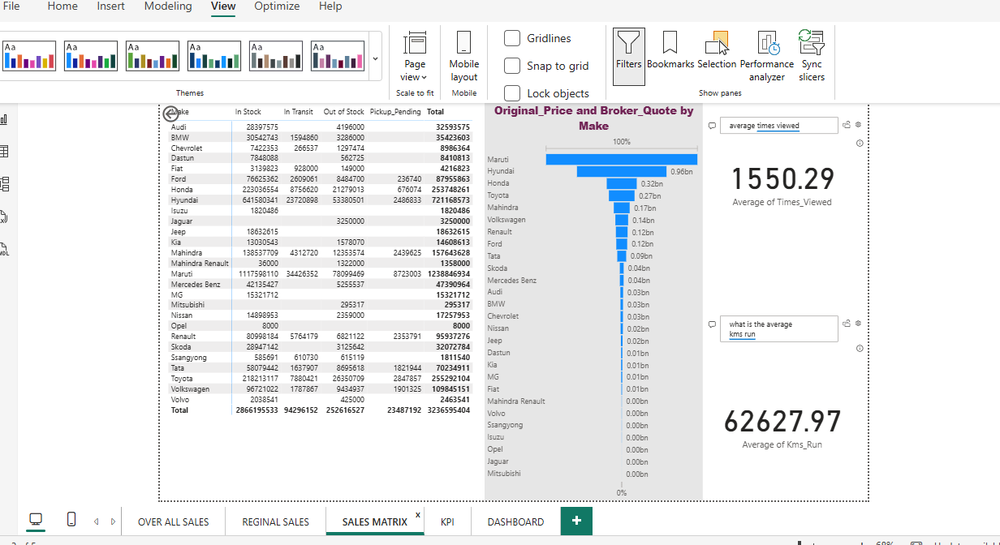 File Home Insert Modeling View Optimize Help
Aa Aa Aa Aa Aa Aa
Page view
Mobile layout
Gridlines
Snap to grid
Lock objects
Filters Bookmarks Selection Performance analyzer Sync slicers
Themes Scale to fit Mobile Show panes
In Stock In Transit Out of Stock Pickup_Pending Total
Audi 28397575 4196000 32593575
BMW 30542743 1594860 3286000 35423603
Chevrolet 7422353 266537 1297474 8986364
Dastun 7848088 562725 8410813
Fiat 3139823 928000 149000 4216823
Ford 76625362 2609061 8484700 236740 87955863
Honda 223036554 8756620 21279013 676074 253748261
Hyundai 641580341 23720898 53380501 2486833 721168573
Isuzu 1820486 1820486
Jaguar 3250000 3250000
Jeep 18632615 18632615
Kia 13030543 1578070 14608613
Mahindra 138537709 4312720 12353574 2439625 157643628
Mahindra Renault 36000 1322000 1358000
Maruti 1117598110 34426352 78099469 8723003 1238846934
Mercedes Benz 42135427 5255537 47390964
MG 15321712 15321712
Mitsubishi 295317 295317
Nissan 14898953 2359000 17257953
Opel 8000 8000
Renault 80998184 5764179 6821122 2353791 95937276
Skoda 28947142 3125642 32072784
Ssangyong 585691 610730 615119 1811540
Tata 58079442 1637907 8695618 1821944 70234911
Toyota 218213117 7880421 26350709 2847857 255292104
Volkswagen 96721022 1787867 9434937 1901325 109845151
Volvo 2038541 425000 2463541
Total 2866195533 94296152 252616527 23487192 3236595404
Original_Price and Broker_Quote by
Make
100%
Maruti
Hyundai 0.96bn
Honda 0.32bn
Toyota 0.27bn
Mahindra 0.17bn
Volkswagen 0.14bn
Renault 0.12bn
Ford 0.12bn
Tata 0.09bn
Skoda 0.04bn
Mercedes Benz 0.04bn
Audi 0.03bn
BMW 0.03bn
Chevrolet 0.03bn
Nissan 0.02bn
Jeep 0.02bn
Dastun 0.01bn
Kia 0.01bn
MG 0.01bn
Fiat 0.01bn
Mahindra Renault 0.00bn
Volvo 0.00bn
Ssangyong 0.00bn
Isuzu 0.00bn
Opel 0.00bn
Jaguar 0.00bn
Mitsubishi 0.00bn
0%
average times viewed
1550.29
Average of Times_Viewed
what is the average
kms run
62627.97
Average of Kms_Run
OVER ALL SALES REGINAL SALES SALES MATRIX x KPI DASHBOARD +